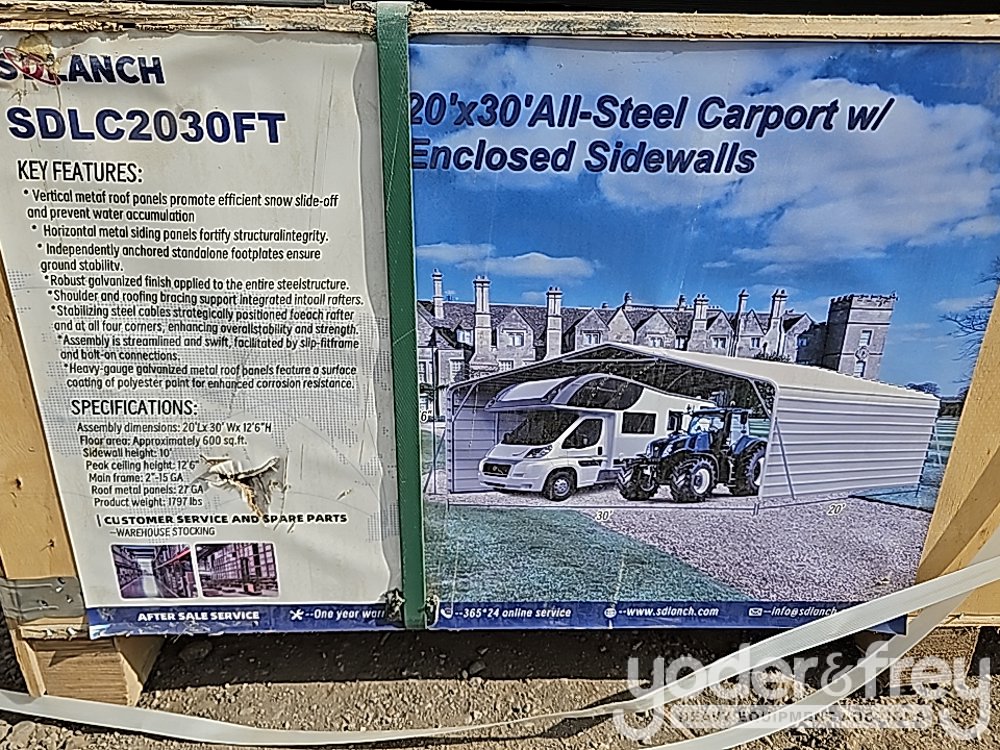 SDLANCH
SDLC2030FT
KEY FEATURES:
* Vertical metaf roof panels promote efficient snow slide-off
and prevent water accumulation
* Horizontal metal siding panels fortify structuralintegrity.
* Independently anchored standalone footplates ensure
ground stability.
*Robust galvanized finish applied to the entire steelstructure.
*Shoulder and roofing bracing support integrated intoall rafters.
*Stabilizing steel cables strategically positioned foeach rafter
and at all four corners, enhancing overallstability and strength.
*Assembly is streamlined and swift, facilitated by slip-fitframe
and bolt-on connections.
*Heavy-gauge galvanized metal roof panels feature a surface
coating of polyester paint for enhanced corrosion resistance.
SPECIFICATIONS:
Assembly dimensions: 20'Lx 30' Wx 12'6"H
Floor area: Approximately 600 sq.ft.
Sidewall height: 10'
Peak ceiling height: 12'6"
Main frame: 2"-15 GA
Roof metal panels: 27 GA
Product weight: 1797 lbs
CUSTOMER SERVICE AND SPARE PARTS
—WAREHOUSE STOCKING
20'x30'All-Steel Carport w/
Enclosed Sidewalls
6
30'
20'
AFTER SALE SERVICE --One year warr --365*24 online service --www.sdlanch.com --info@sdlanch
yoder&frey
HEAVY EQUIPMENT